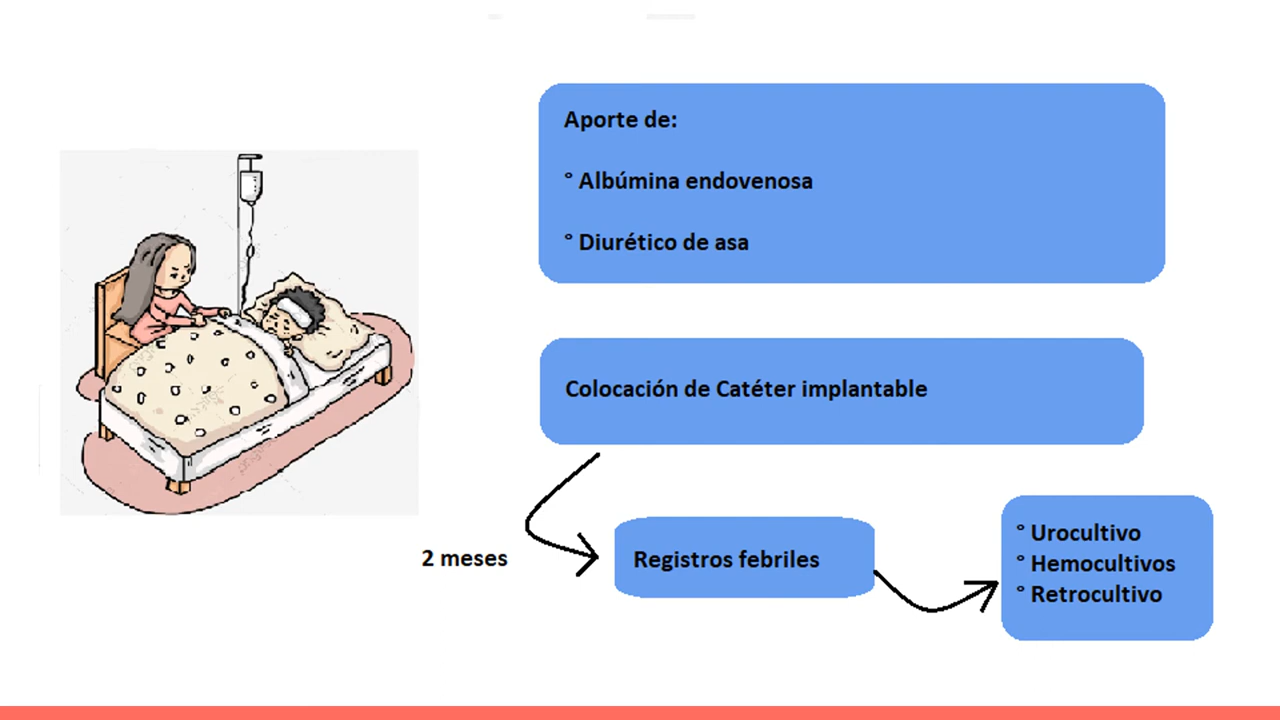 Aporte de:
° Albúmina endovenosa
° Diurético de asa
Colocación de Catéter implantable
2 meses
Registros febriles
° Urocultivo
° Hemocultivos
° Retrocultivo